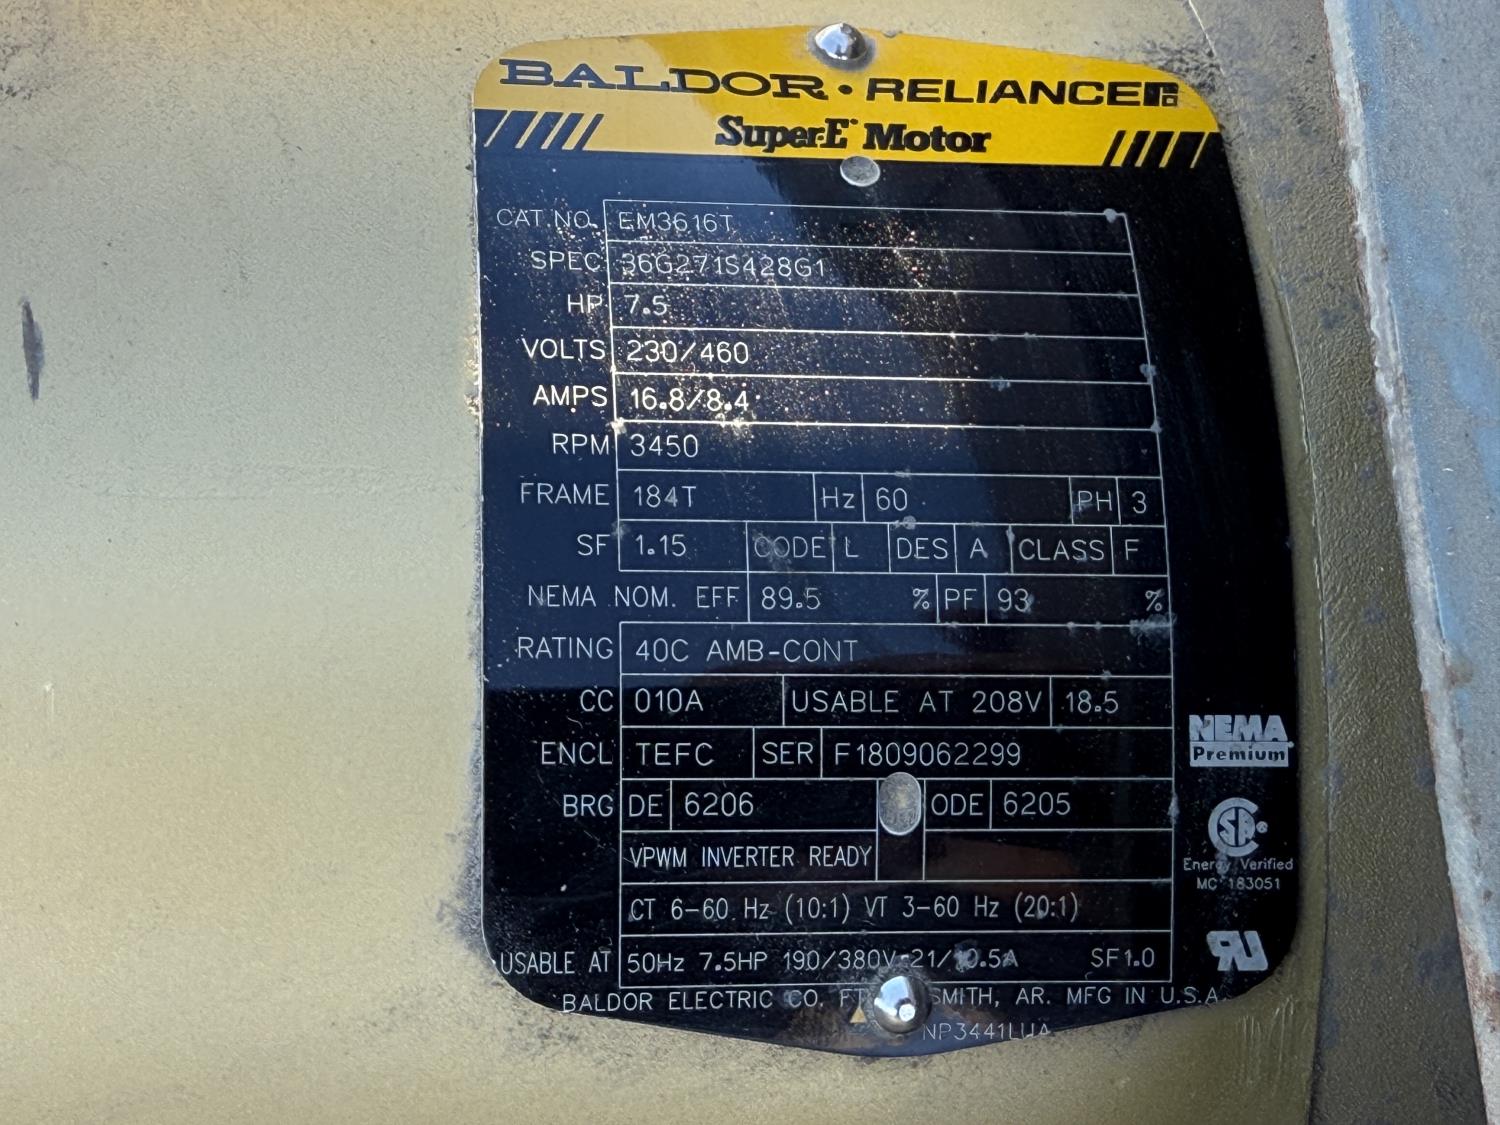 BALDOR • RELIANCE
Super-E Motor
CAT.NO. EM3616T
SPEC. 36G271S428G1
HP 7.5
VOLTS 230/460
AMPS 16.8/8.4
RPM 3450
FRAME 184T Hz 60 PH 3
SF 1.15 CODE L DES A CLASS F
NEMA NOM. EFF 89.5 % PF 93 %
RATING 40C AMB-CONT
CC 010A USABLE AT 208V 18.5
ENCL TEFC SER F1809062299
BRG DE 6206 ODE 6205
VPWM INVERTER READY
CT 6-60 Hz (10:1) VT 3-60 Hz (20:1)
USABLE AT 50Hz 7.5HP 190/380V 21/10.5A SF1.0
BALDOR ELECTRIC CO. SMITH, AR. MFG IN U.S.A.
NP3441LUA
NEMA
Premium
Energy Verified
MC 183051